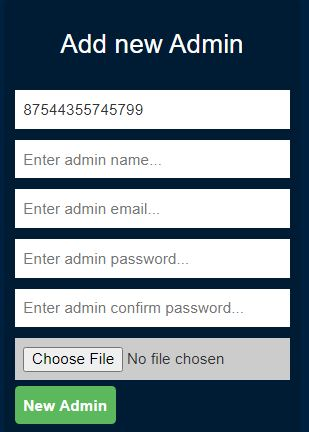 Add new Admin
87544355745799
Enter admin name...
Enter admin email...
Enter admin password...
Enter admin confirm password...
Choose File No file chosen
New Admin